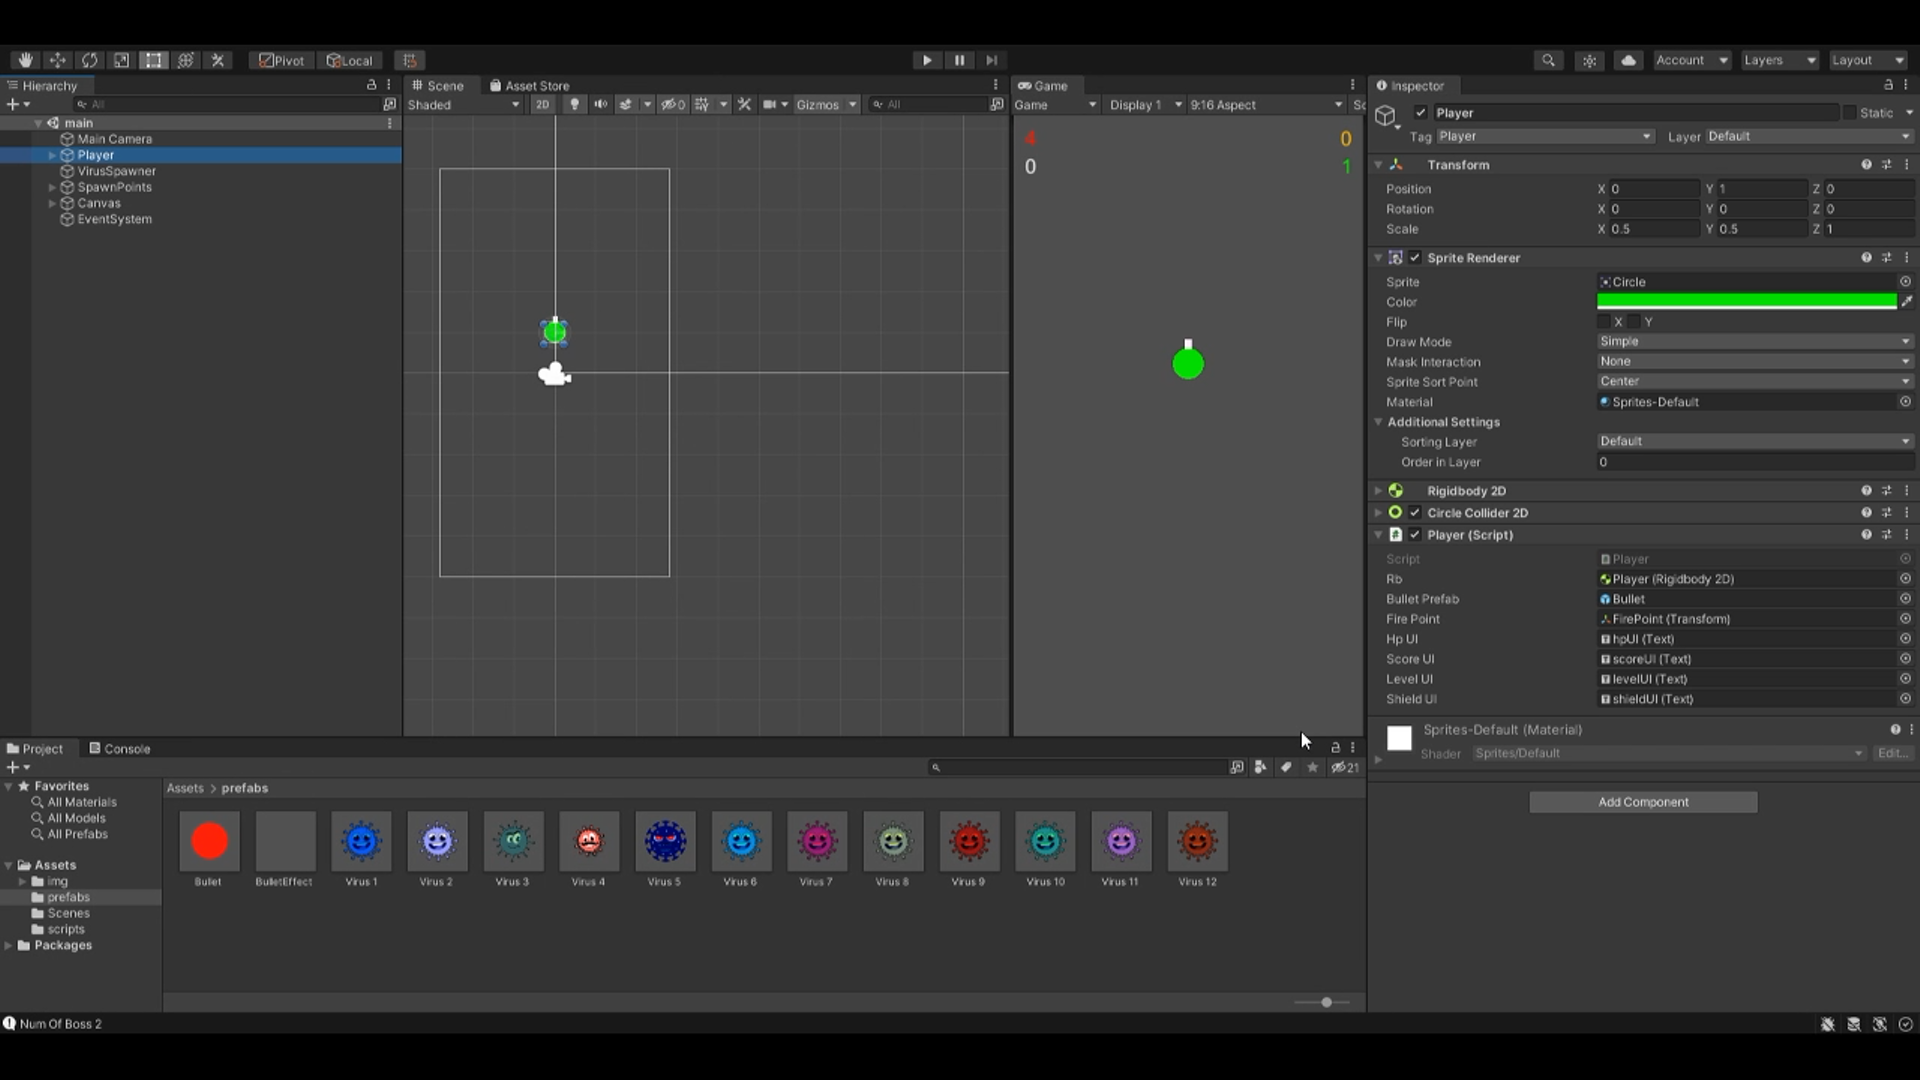 Pivot Local Account Layers Layout
Hierarchy
All
main
Main Camera
Player
VirusSpawner
SpawnPoints
Canvas
EventSystem
Scene Asset Store
Shaded 2D 0 Gizmos All
Game
Game Display 1 9:16 Aspect Sc
4 0
0 1
Inspector
Player Static
Tag Player Layer Default
Transform
Position X 0 Y 1 Z 0
Rotation X 0 Y 0 Z 0
Scale X 0.5 Y 0.5 Z 1
Sprite Renderer
Sprite Circle
Color
Flip X Y
Draw Mode Simple
Mask Interaction None
Sprite Sort Point Center
Material Sprites-Default
Additional Settings
Sorting Layer Default
Order in Layer 0
Rigidbody 2D
Circle Collider 2D
Player (Script)
Script Player
Rb Player (Rigidbody 2D)
Bullet Prefab Bullet
Fire Point FirePoint (Transform)
Hp UI hpUI (Text)
Score UI scoreUI (Text)
Level UI levelUI (Text)
Shield UI shieldUI (Text)
Sprites-Default (Material)
Shader Sprites/Default Edit...
Add Component
Project Console
21
Favorites
All Materials
All Models
All Prefabs
Assets
img
prefabs
Scenes
scripts
Packages
Assets > prefabs
Bullet BulletEffect Virus 1 Virus 2 Virus 3 Virus 4 Virus 5 Virus 6 Virus 7 Virus 8 Virus 9 Virus 10 Virus 11 Virus 12
Num Of Boss 2